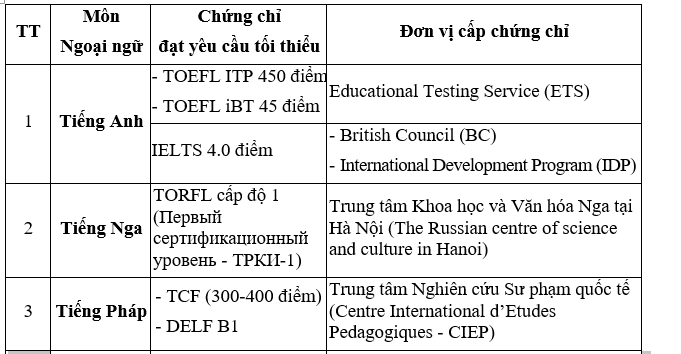 TT
Môn
Ngoại ngữ
Chứng chỉ
đạt yêu cầu tối thiểu
Đơn vị cấp chứng chỉ
1
Tiếng Anh
- TOEFL ITP 450 điểm
- TOEFL iBT 45 điểm
Educational Testing Service (ETS)
IELTS 4.0 điểm
- British Council (BC)
- International Development Program (IDP)
2
Tiếng Nga
TORFL cấp độ 1
(Первый
сертификационный
уровень - ТРКИ-1)
Trung tâm Khoa học và Văn hóa Nga tại
Hà Nội (The Russian centre of science
and culture in Hanoi)
3
Tiếng Pháp
- TCF (300-400 điểm)
- DELF B1
Trung tâm Nghiên cứu Sư phạm quốc tế
(Centre International d’Etudes
Pedagogiques - CIEP)